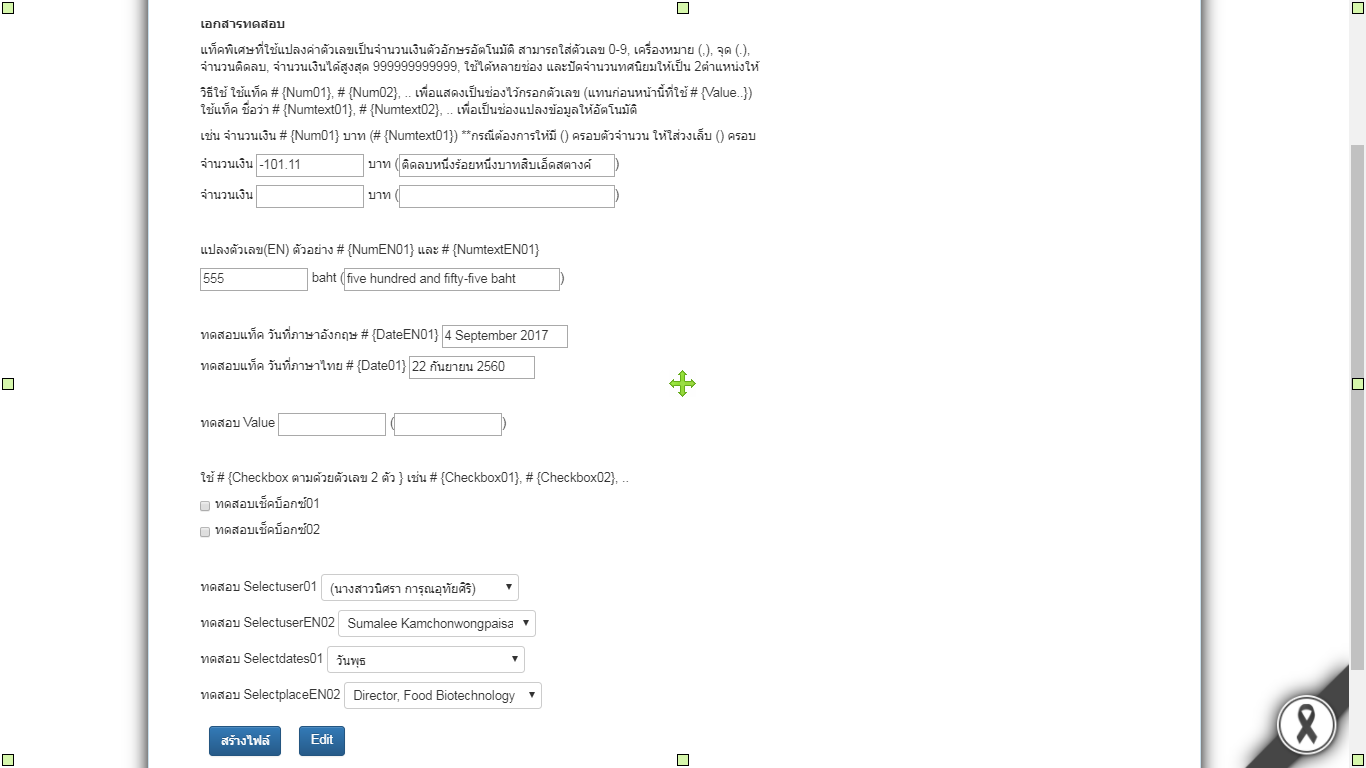 เอกสารทดสอบ
แท็คพิเศษที่ใช้แปลงค่าตัวเลขเป็นจำนวนเงินตัวอักษรอัตโนมัติ สามารถใส่ตัวเลข 0-9, เครื่องหมาย (,), จุด (.),
จำนวนติดลบ, จำนวนเงินได้สูงสุด 999999999999, ใช้ได้หลายช่อง และปัดจำนวนทศนิยมให้เป็น 2ตำแหน่งให้
วิธีใช้ ใช้แท็ค # {Num01}, # {Num02}, .. เพื่อแสดงเป็นช่องไว้กรอกตัวเลข (แทนก่อนหน้านี้ที่ใช้ # {Value..})
ใช้แท็ค ชื่อว่า # {Numtext01}, # {Numtext02}, .. เพื่อเป็นช่องแปลงข้อมูลให้อัตโนมัติ
เช่น จำนวนเงิน # {Num01} บาท (# {Numtext01}) **กรณีต้องการให้มี () ครอบตัวจำนวน ให้ใส่วงเล็บ () ครอบ
จำนวนเงิน -101.11 บาท (ติดลบหนึ่งร้อยหนึ่งบาทสิบเอ็ดสตางค์)
จำนวนเงิน บาท ()
แปลงตัวเลข(EN) ตัวอย่าง # {NumEN01} และ # {NumtextEN01}
555 baht (five hundred and fifty-five baht)
ทดสอบแท็ค วันที่ภาษาอังกฤษ # {DateEN01} 4 September 2017
ทดสอบแท็ค วันที่ภาษาไทย # {Date01} 22 กันยายน 2560
ทดสอบ Value ()
ใช้ # {Checkbox ตามด้วยตัวเลข 2 ตัว } เช่น # {Checkbox01}, # {Checkbox02}, ..
ทดสอบเช็คบ็อกซ์01
ทดสอบเช็คบ็อกซ์02
ทดสอบ Selectuser01 (นางสาวนิศรา การุณอุทัยศิริ)
ทดสอบ SelectuserEN02 Sumalee Kamchonwongpaisa
ทดสอบ Selectdates01 วันพุธ
ทดสอบ SelectplaceEN02 Director, Food Biotechnology
สร้างไฟล์ Edit